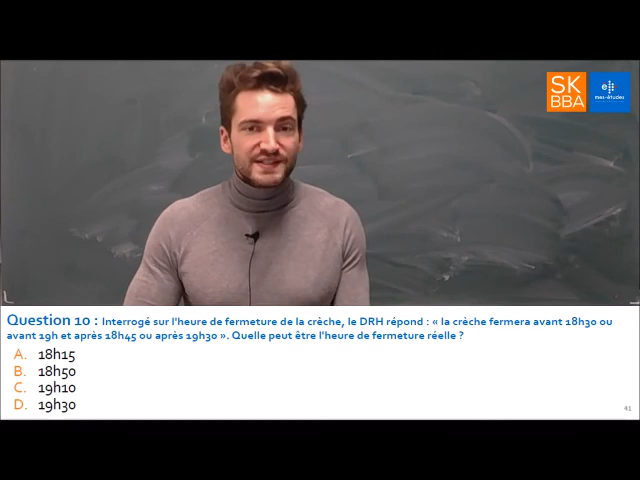 SK
BBA
mes-études
Question 10 : Interrogé sur l'heure de fermeture de la crèche, le DRH répond : « la crèche fermera avant 18h30 ou
avant 19h et après 18h45 ou après 19h30 ». Quelle peut être l'heure de fermeture réelle ?
A. 18h15
B. 18h50
C. 19h10
D. 19h30
41